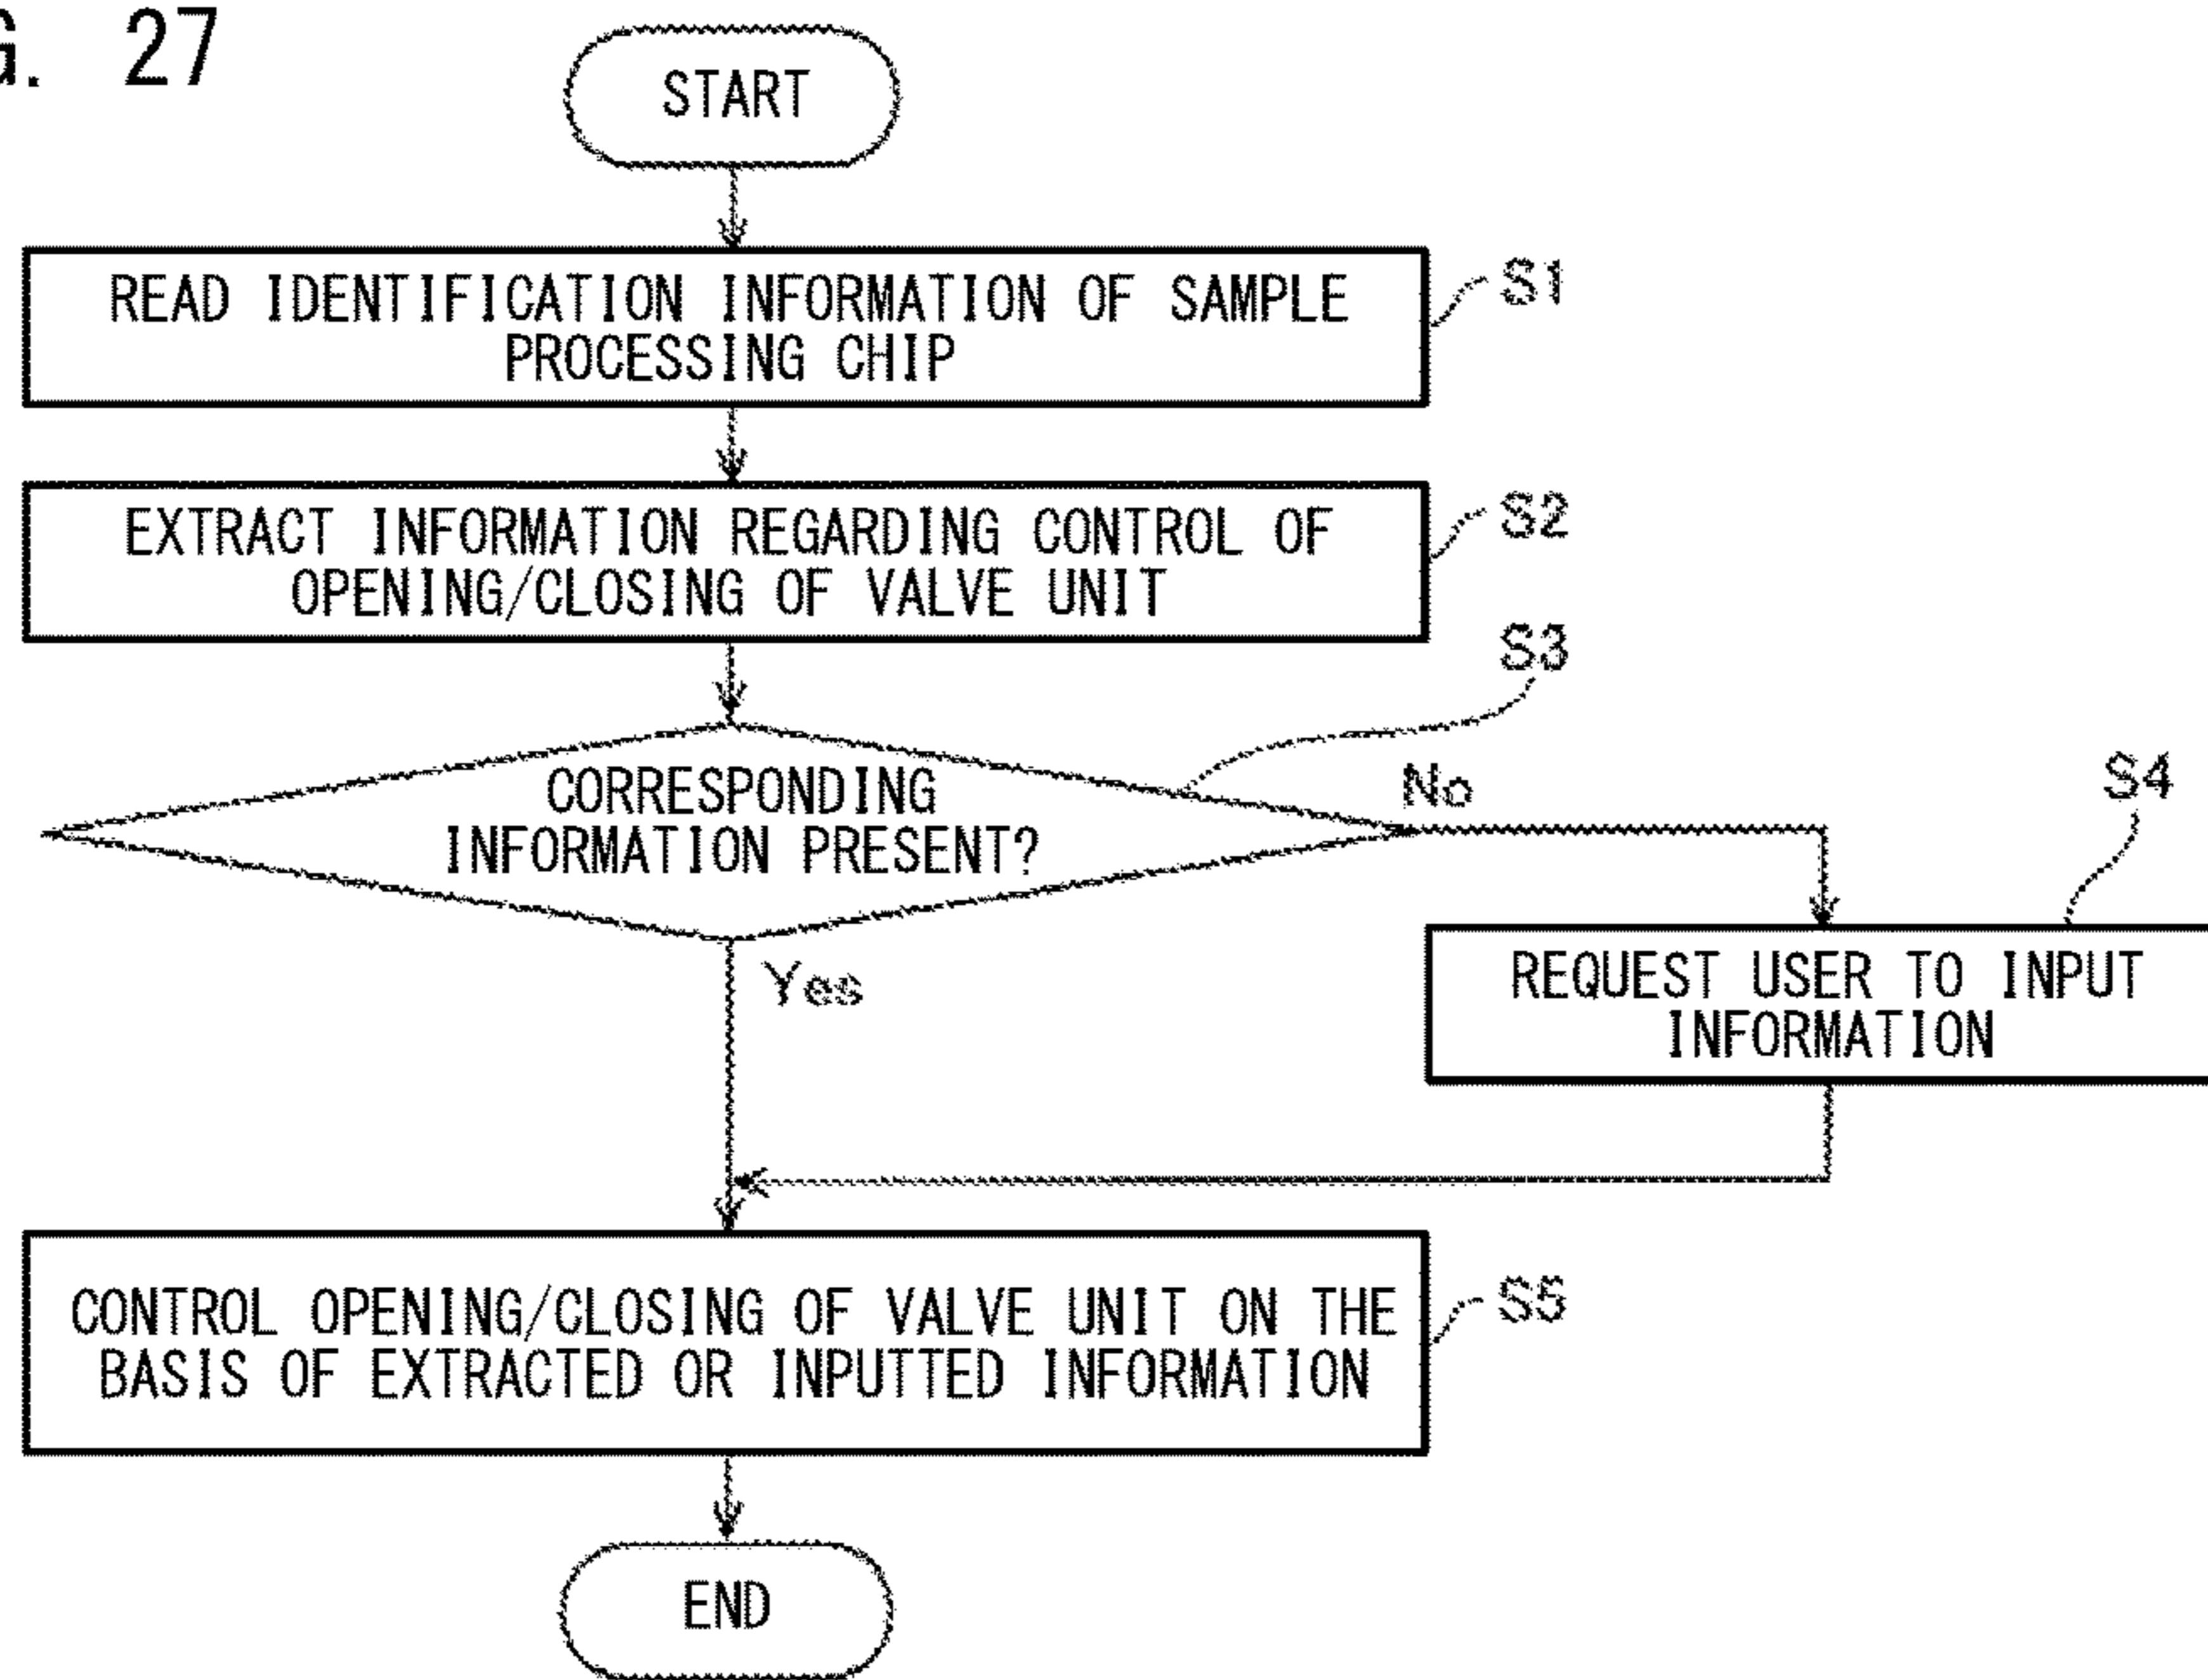 G. 27
START
READ IDENTIFICATION INFORMATION OF SAMPLE
PROCESSING CHIP
S1
EXTRACT INFORMATION REGARDING CONTROL OF
OPENING/CLOSING OF VALVE UNIT
S2
S3
CORRESPONDING
INFORMATION PRESENT?
No
S4
Yes
REQUEST USER TO INPUT
INFORMATION
CONTROL OPENING/CLOSING OF VALVE UNIT ON THE
BASIS OF EXTRACTED OR INPUTTED INFORMATION
S5
END